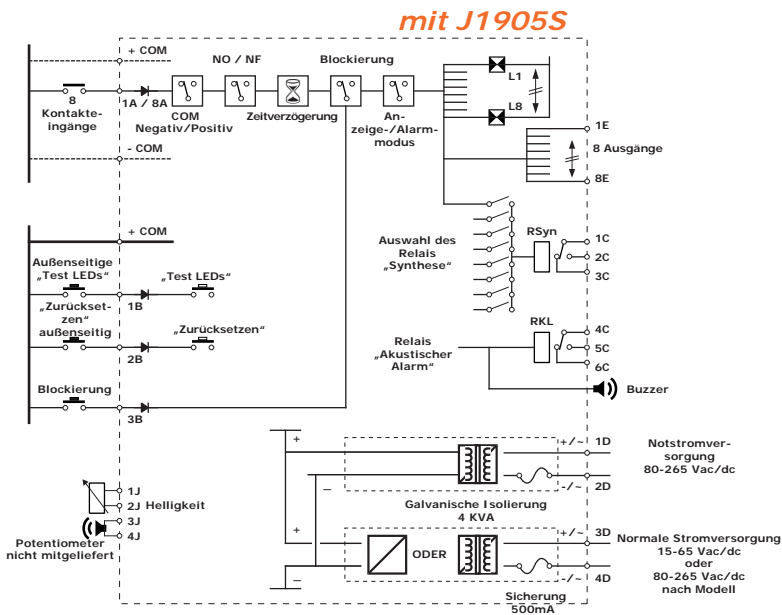 mit J1905S
+ COM
NO / NF
Blockierung
L1
L8
8
Kontakte-
eingänge
1A / 8A
COM
Negativ/Positiv
Zeitverzögerung
An-
zeige-/Alarm-
modus
- COM
1E
8 Ausgänge
8E
+ COM
Außenseitige
„Test LEDs“
„Test LEDs“
1B
„Zurückset-
zen“
außenseitig
„Zurücksetzen“
2B
Blockierung
3B
Auswahl des
Relais
„Synthese“
RSyn
1C
2C
3C
Relais
„Akustischer
Alarm“
RKL
4C
5C
6C
Buzzer
+
+/~ 1D
Notstromver-
sorgung
80-265 Vac/dc
-/~ 2D
–
Galvanische Isolierung
4 KVA
1J
2J Helligkeit
3J
4J
Potentiometer
nicht mitgeliefert
+
ODER
+/~ 3D
Normale Stromversorgung
15-65 Vac/dc
oder
80-265 Vac/dc
nach Modell
-/~ 4D
–
Sicherung
500mA